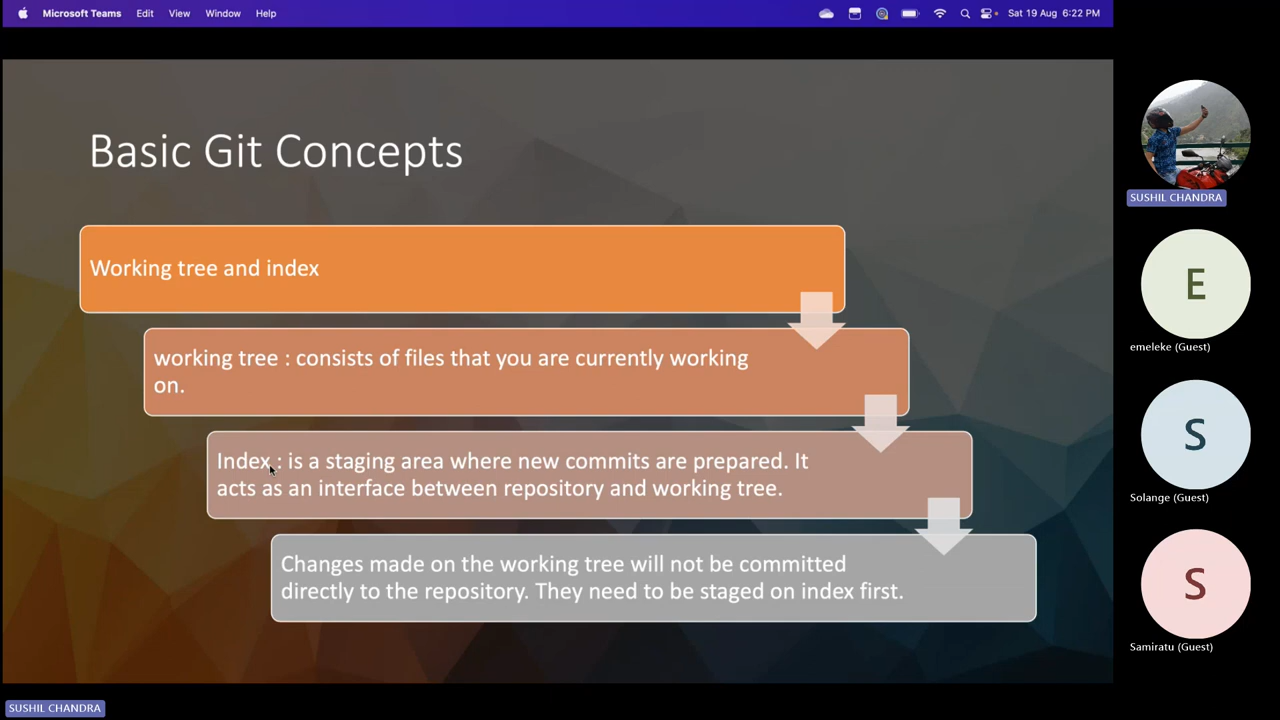 Microsoft Teams Edit View Window Help
Sat 19 Aug 6:22 PM
Basic Git Concepts
Working tree and index
working tree : consists of files that you are currently working
on.
Index : is a staging area where new commits are prepared. It
acts as an interface between repository and working tree.
Changes made on the working tree will not be committed
directly to the repository. They need to be staged on index first.
SUSHIL CHANDRA
E
emeleke (Guest)
S
Solange (Guest)
S
Samiratu (Guest)
SUSHIL CHANDRA